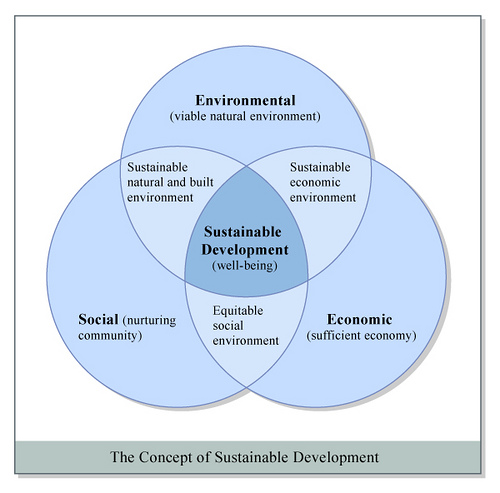 Environmental
(viable natural environment)
Sustainable
natural and built
environment
Sustainable
economic
environment
Sustainable
Development
(well-being)
Social (nurturing
community)
Equitable
social
environment
Economic
(sufficient economy)
The Concept of Sustainable Development